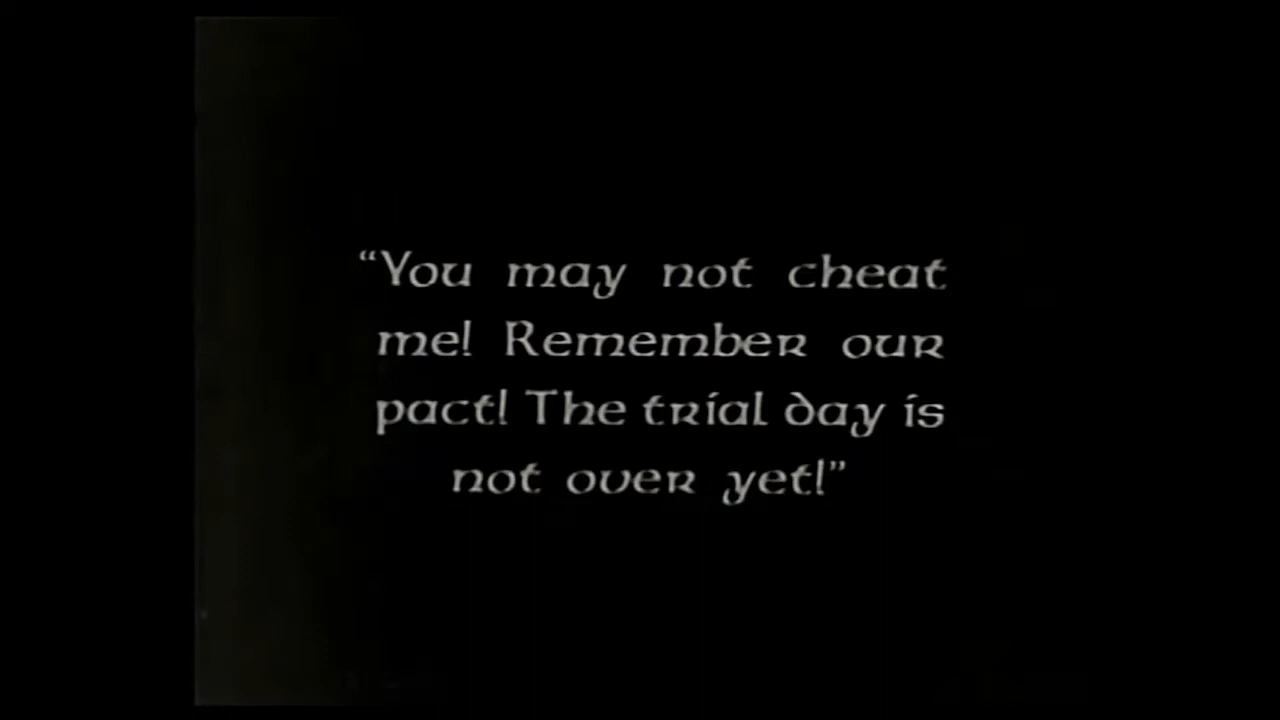 “You may not cheat
me! Remember our
pact! The trial day is
not over yet!”